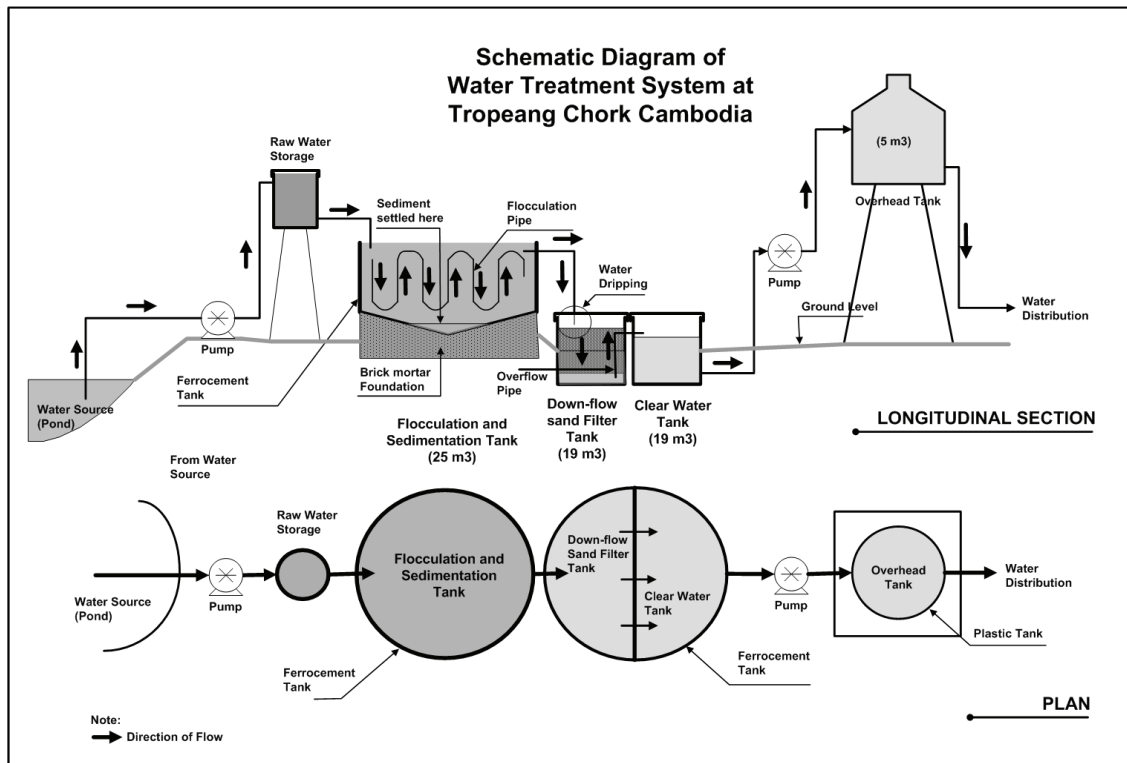 Schematic Diagram of
Water Treatment System at
Tropeang Chork Cambodia
Raw Water
Storage
Sediment
settled here
Flocculation
Pipe
(5 m3)
Overhead Tank
Water
Dripping
Pump
Ground Level
Water
Distribution
Pump
Ferrocement
Tank
Brick mortar
Foundation
Overflow
Pipe
Water Source
(Pond)
Flocculation and
Sedimentation Tank
(25 m3)
Down-flow
sand Filter
Tank
(19 m3)
Clear Water
Tank
(19 m3)
LONGITUDINAL SECTION
From Water
Source
Raw Water
Storage
Water Source
(Pond)
Pump
Flocculation and
Sedimentation
Tank
Down-flow
Sand Filter
Tank
Clear Water
Tank
Pump
Overhead
Tank
Water
Distribution
Plastic Tank
Ferrocement
Tank
Ferrocement
Tank
PLAN
Note:
Direction of Flow